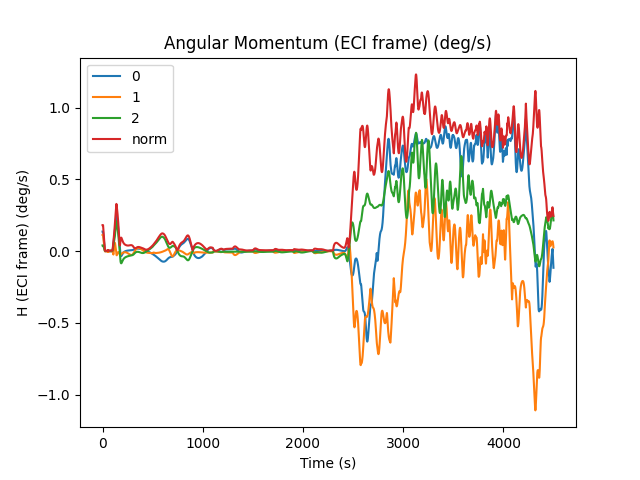 Angular Momentum (ECI frame) (deg/s)
0
1
2
norm
H (ECI frame) (deg/s)
1.0
0.5
0.0
−0.5
−1.0
0 1000 2000 3000 4000
Time (s)